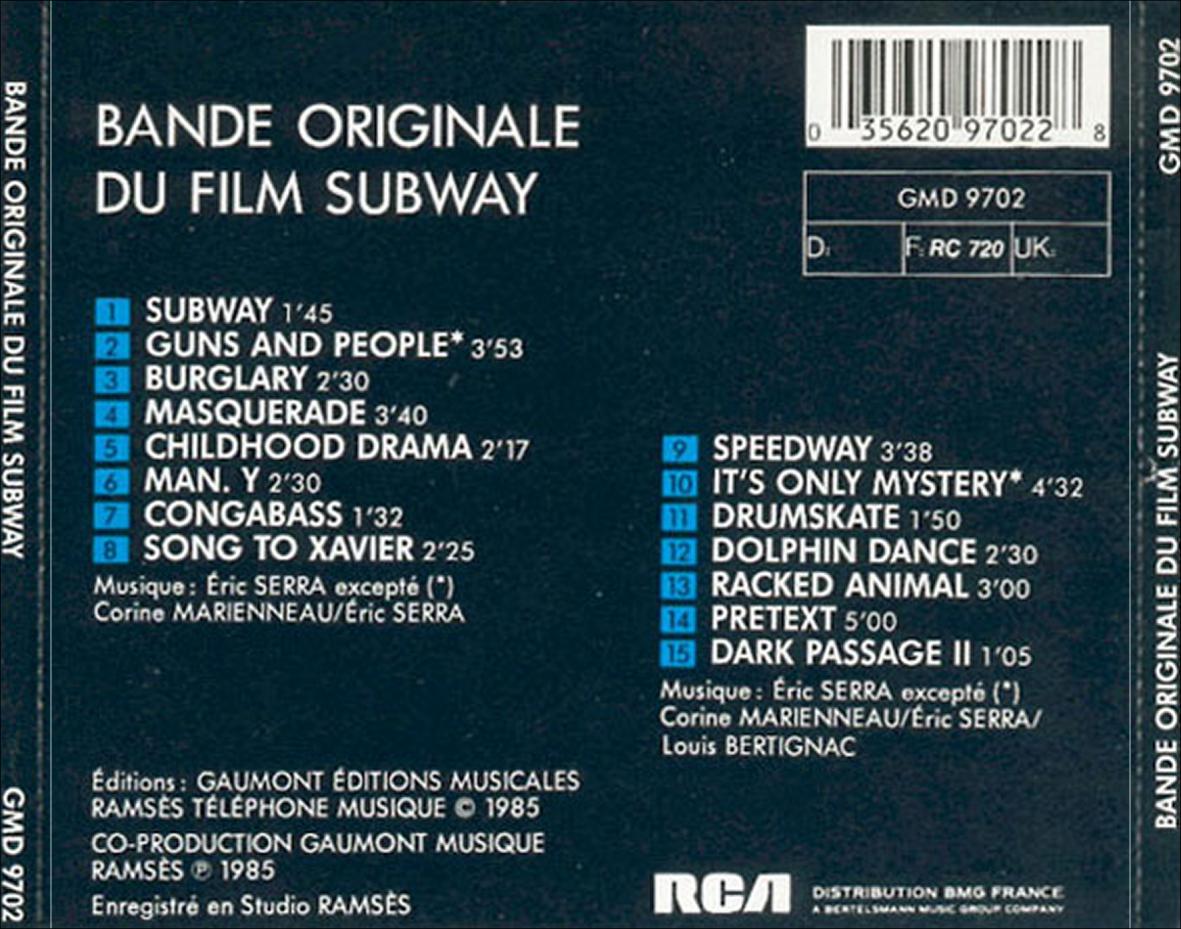 BANDE ORIGINALE DU FILM SUBWAY
GMD 9702
BANDE ORIGINALE
DU FILM SUBWAY
0 35620 97022 8
GMD 9702
D: F: RC 720 UK:
1 SUBWAY 1'45
2 GUNS AND PEOPLE* 3'53
3 BURGLARY 2'30
4 MASQUERADE 3'40
5 CHILDHOOD DRAMA 2'17
6 MAN. Y 2'30
7 CONGABASS 1'32
8 SONG TO XAVIER 2'25
Musique : Éric SERRA excepté (*)
Corine MARIENNEAU/Éric SERRA
9 SPEEDWAY 3'38
10 IT'S ONLY MYSTERY* 4'32
11 DRUMSKATE 1'50
12 DOLPHIN DANCE 2'30
13 RACKED ANIMAL 3'00
14 PRETEXT 5'00
15 DARK PASSAGE II 1'05
Musique : Éric SERRA excepté (*)
Corine MARIENNEAU/Éric SERRA/
Louis BERTIGNAC
Éditions : GAUMONT ÉDITIONS MUSICALES
RAMSÈS TÉLÉPHONE MUSIQUE © 1985
CO-PRODUCTION GAUMONT MUSIQUE
RAMSÈS ℗ 1985
Enregistré en Studio RAMSÈS
RCA
DISTRIBUTION BMG FRANCE
A BERTELSMANN MUSIC GROUP COMPANY
GMD 9702
BANDE ORIGINALE DU FILM SUBWAY